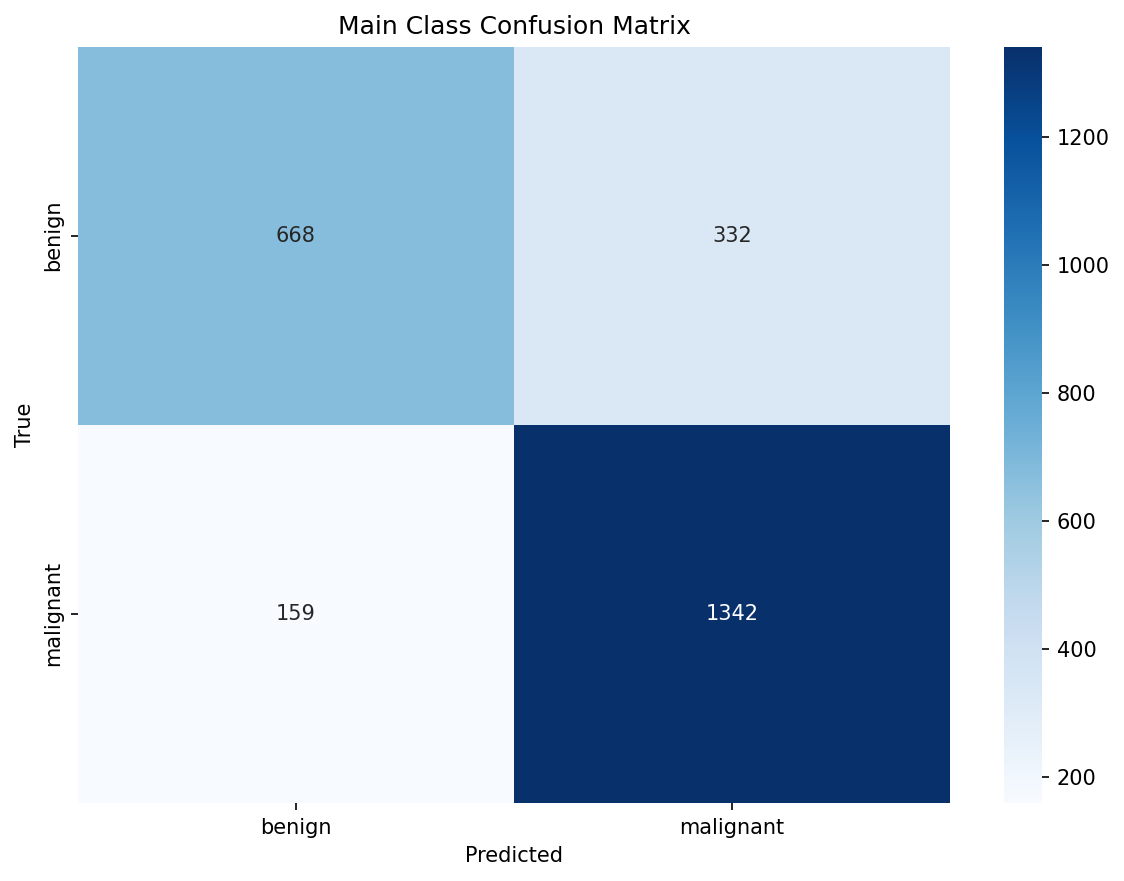 Main Class Confusion Matrix
benign
malignant
True
668
332
159
1342
benign
malignant
Predicted
1200
1000
800
600
400
200